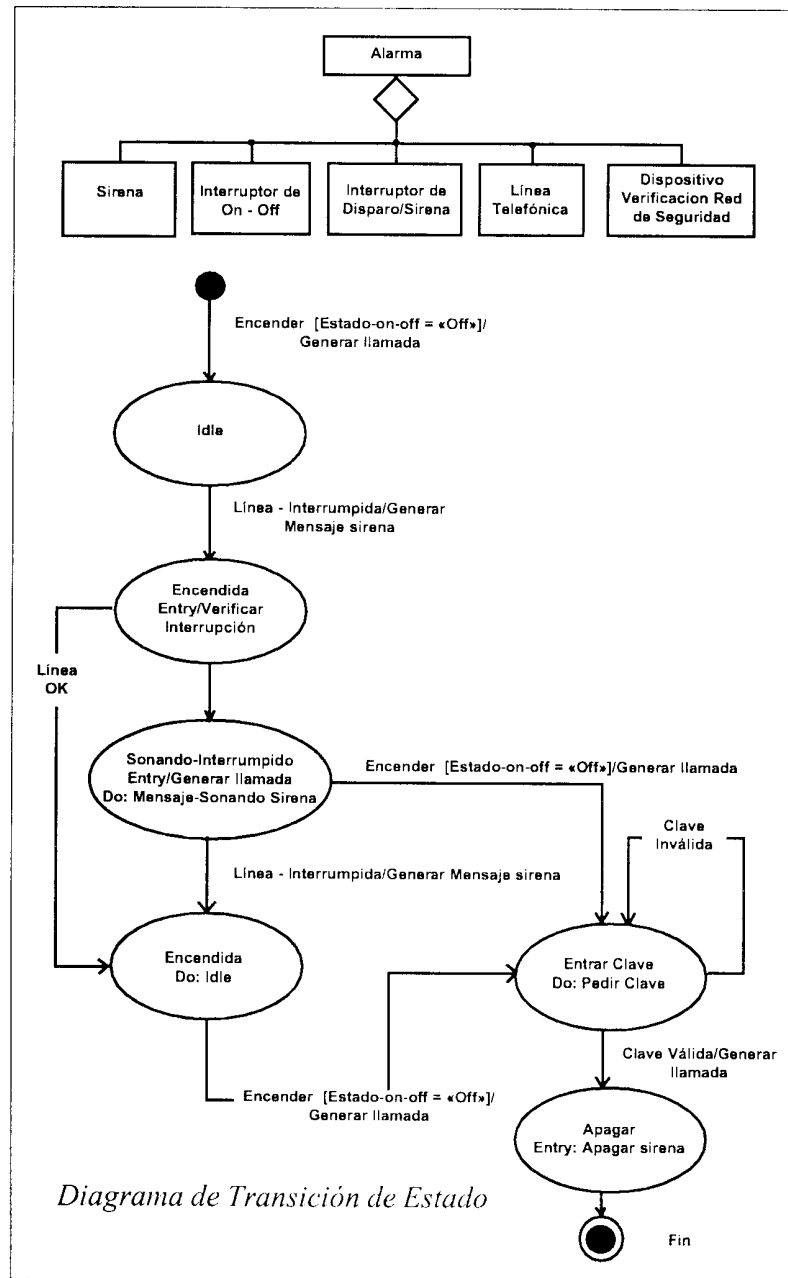 Alarma
Sirena
Interruptor de
On - Off
Interruptor de
Disparo/Sirena
Línea
Telefónica
Dispositivo
Verificacion Red
de Seguridad
Encender [Estado-on-off = «Off»]/
Generar llamada
Idle
Línea - Interrumpida/Generar
Mensaje sirena
Encendida
Entry/Verificar
Interrupción
Línea
OK
Sonando-Interrumpido
Entry/Generar llamada
Do: Mensaje-Sonando Sirena
Encender [Estado-on-off = «Off»]/Generar llamada
Clave
Inválida
Línea - Interrumpida/Generar Mensaje sirena
Encendida
Do: Idle
Entrar Clave
Do: Pedir Clave
Clave Válida/Generar
llamada
Encender [Estado-on-off = «Off»]/
Generar llamada
Apagar
Entry: Apagar sirena
Diagrama de Transición de Estado
Fin